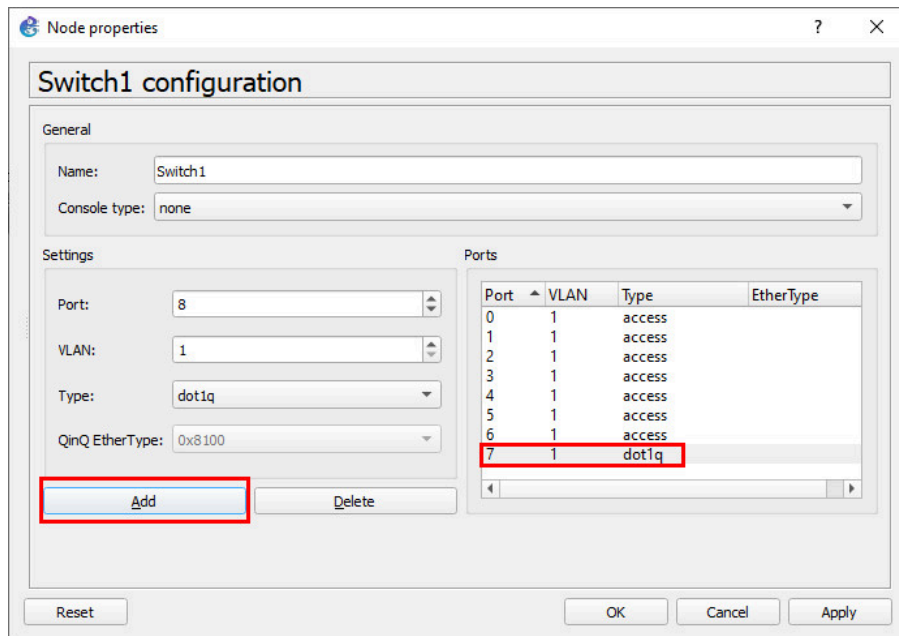 Node properties
?
Switch1 configuration
General
Name: Switch1
Console type: none
Settings
Port: 8
VLAN: 1
Type: dot1q
QinQ EtherType: 0x8100
Add Delete
Ports
Port VLAN Type EtherType
0 1 access
1 1 access
2 1 access
3 1 access
4 1 access
5 1 access
6 1 access
7 1 dot1q
Reset OK Cancel Apply